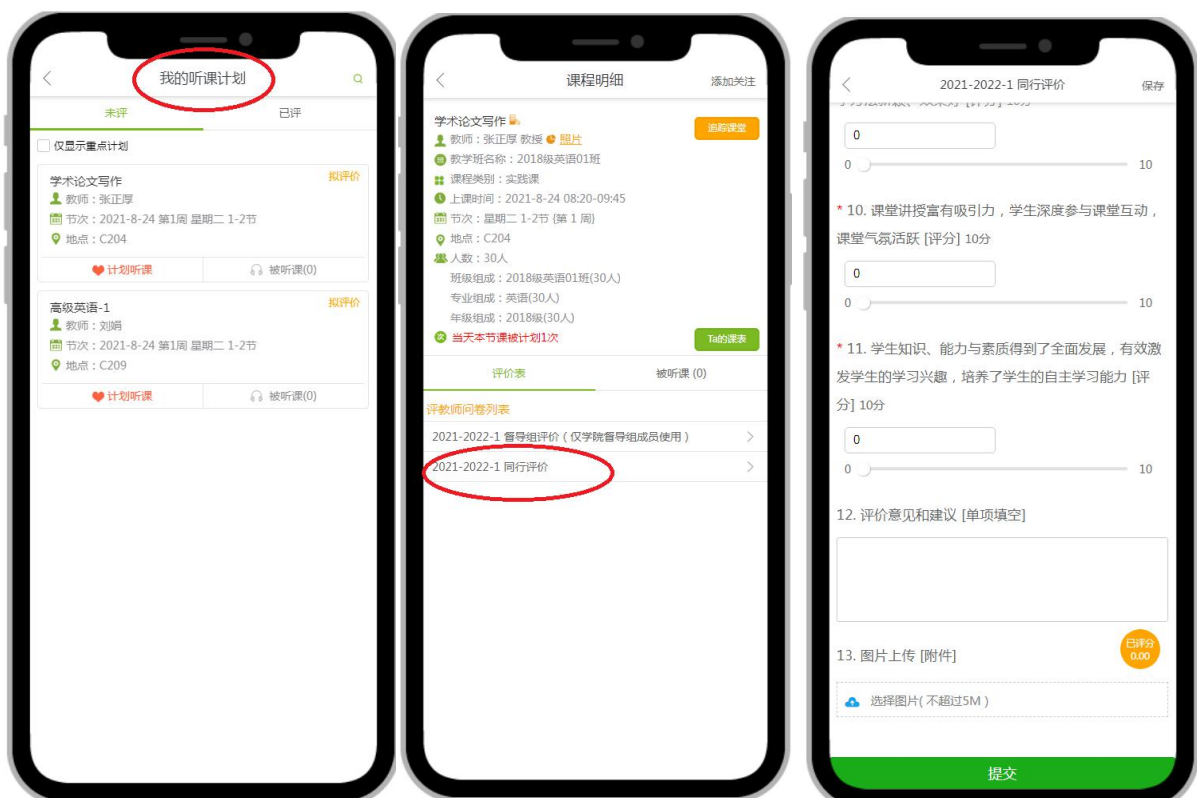 我的听课计划
未评
已评
仅显示重点计划
学术论文写作
拟评价
教师：张正厚
节次：2021-8-24 第1周 星期二 1-2节
地点：C204
计划听课
被听课(0)
高级英语-1
拟评价
教师：刘娟
节次：2021-8-24 第1周 星期二 1-2节
地点：C209
计划听课
被听课(0)
课程明细
添加关注
学术论文写作
追踪课堂
教师：张正厚 教授 照片
教学班名称：2018级英语01班
课程类别：实践课
上课时间：2021-8-24 08:20-09:45
节次：星期二 1-2节 {第 1 周}
地点：C204
人数：30人
班级组成：2018级英语01班(30人)
专业组成：英语(30人)
年级组成：2018级(30人)
次 当天本节课被计划1次
Ta的课表
评价表
被听课 (0)
评教师问卷列表
2021-2022-1 督导组评价（仅学院督导组成员使用）
2021-2022-1 同行评价
2021-2022-1 同行评价
保存
0
0
10
* 10. 课堂讲授富有吸引力，学生深度参与课堂互动，
课堂气氛活跃 [评分] 10分
0
0
10
* 11. 学生知识、能力与素质得到了全面发展，有效激
发学生的学习兴趣，培养了学生的自主学习能力 [评
分] 10分
0
0
10
12. 评价意见和建议 [单项填空]
已评分
0.00
13. 图片上传 [附件]
选择图片( 不超过5M )
提交